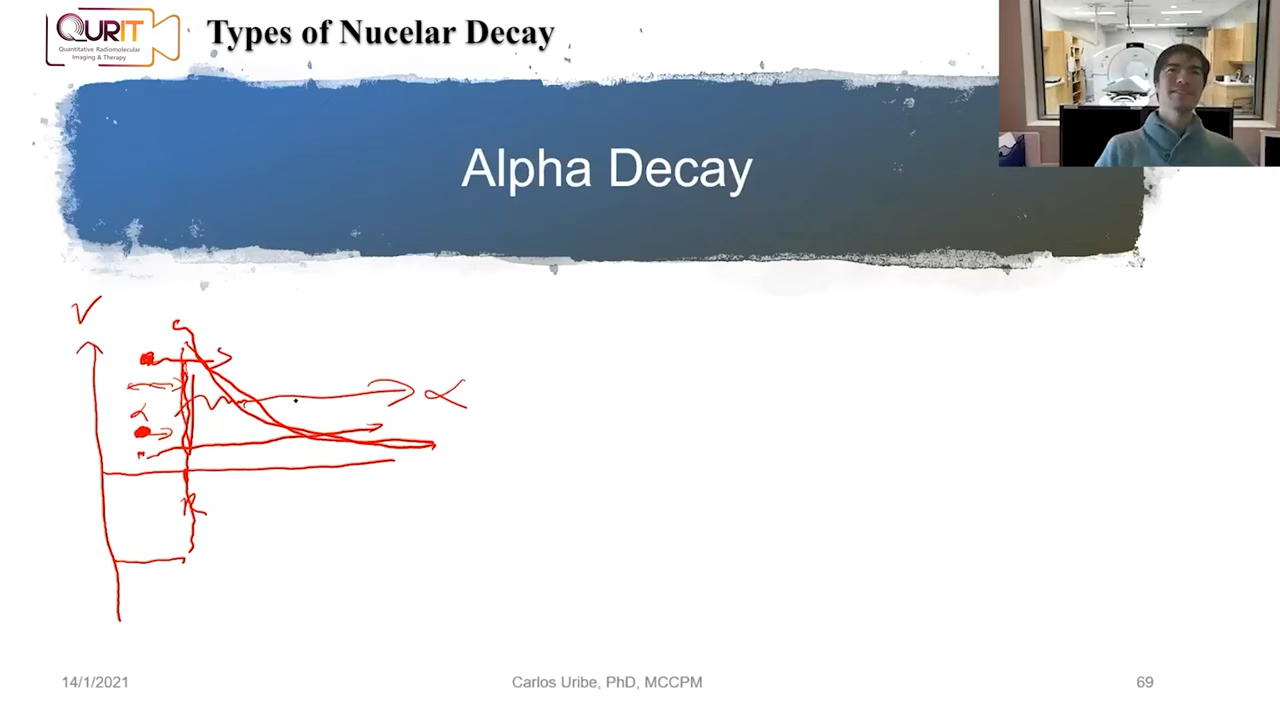 QURIT
Quantitative Radiomolecular
Imaging & Therapy
Types of Nucelar Decay
Alpha Decay
V
α
α
R
14/1/2021
Carlos Uribe, PhD, MCCPM
69